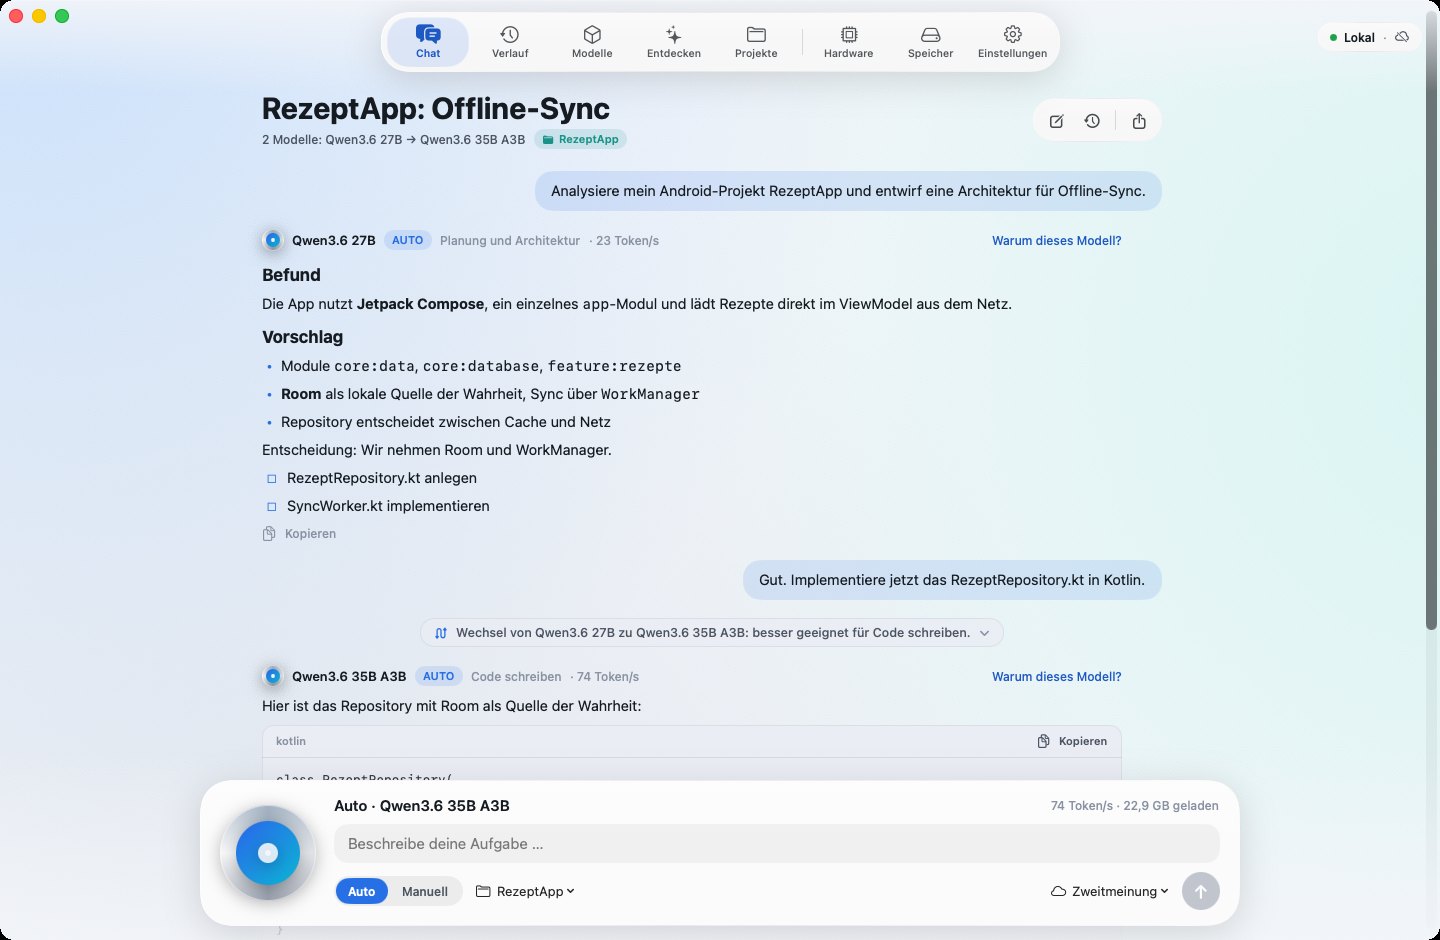 Chat
Verlauf
Modelle
Entdecken
Projekte
Hardware
Speicher
Einstellungen
Lokal ·
RezeptApp: Offline-Sync
2 Modelle: Qwen3.6 27B → Qwen3.6 35B A3B RezeptApp
Analysiere mein Android-Projekt RezeptApp und entwirf eine Architektur für Offline-Sync.
Qwen3.6 27B AUTO Planung und Architektur · 23 Token/s Warum dieses Modell?
Befund
Die App nutzt Jetpack Compose, ein einzelnes app-Modul und lädt Rezepte direkt im ViewModel aus dem Netz.
Vorschlag
• Module core:data, core:database, feature:rezepte
• Room als lokale Quelle der Wahrheit, Sync über WorkManager
• Repository entscheidet zwischen Cache und Netz
Entscheidung: Wir nehmen Room und WorkManager.
RezeptRepository.kt anlegen
SyncWorker.kt implementieren
Kopieren
Gut. Implementiere jetzt das RezeptRepository.kt in Kotlin.
Wechsel von Qwen3.6 27B zu Qwen3.6 35B A3B: besser geeignet für Code schreiben.
Qwen3.6 35B A3B AUTO Code schreiben · 74 Token/s Warum dieses Modell?
Hier ist das Repository mit Room als Quelle der Wahrheit:
kotlin Kopieren
class RezeptRepository(
Auto · Qwen3.6 35B A3B 74 Token/s · 22,9 GB geladen
Beschreibe deine Aufgabe ...
Auto Manuell RezeptApp Zweitmeinung
}